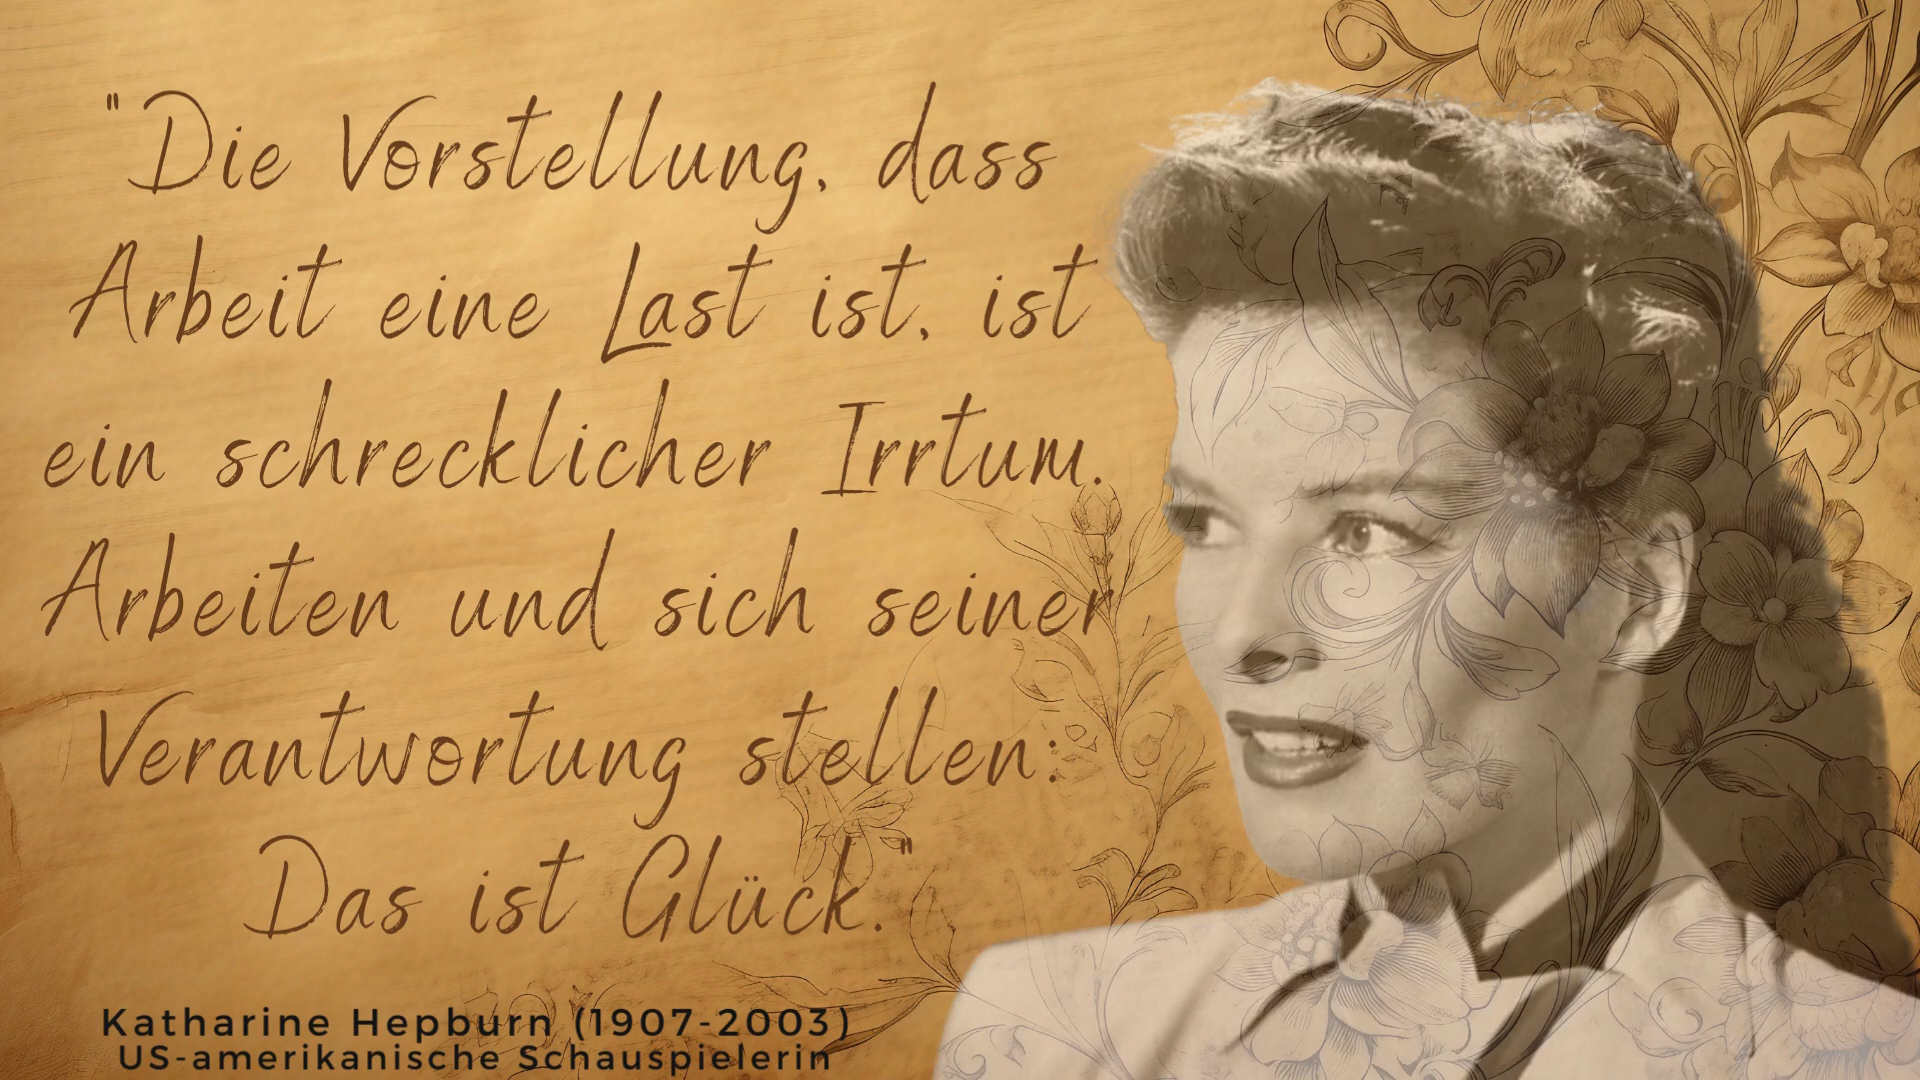 "Die Vorstellung, dass
Arbeit eine Last ist, ist
ein schrecklicher Irrtum.
Arbeiten und sich seiner
Verantwortung stellen:
Das ist Glück."
Katharine Hepburn (1907-2003)
US-amerikanische Schauspielerin